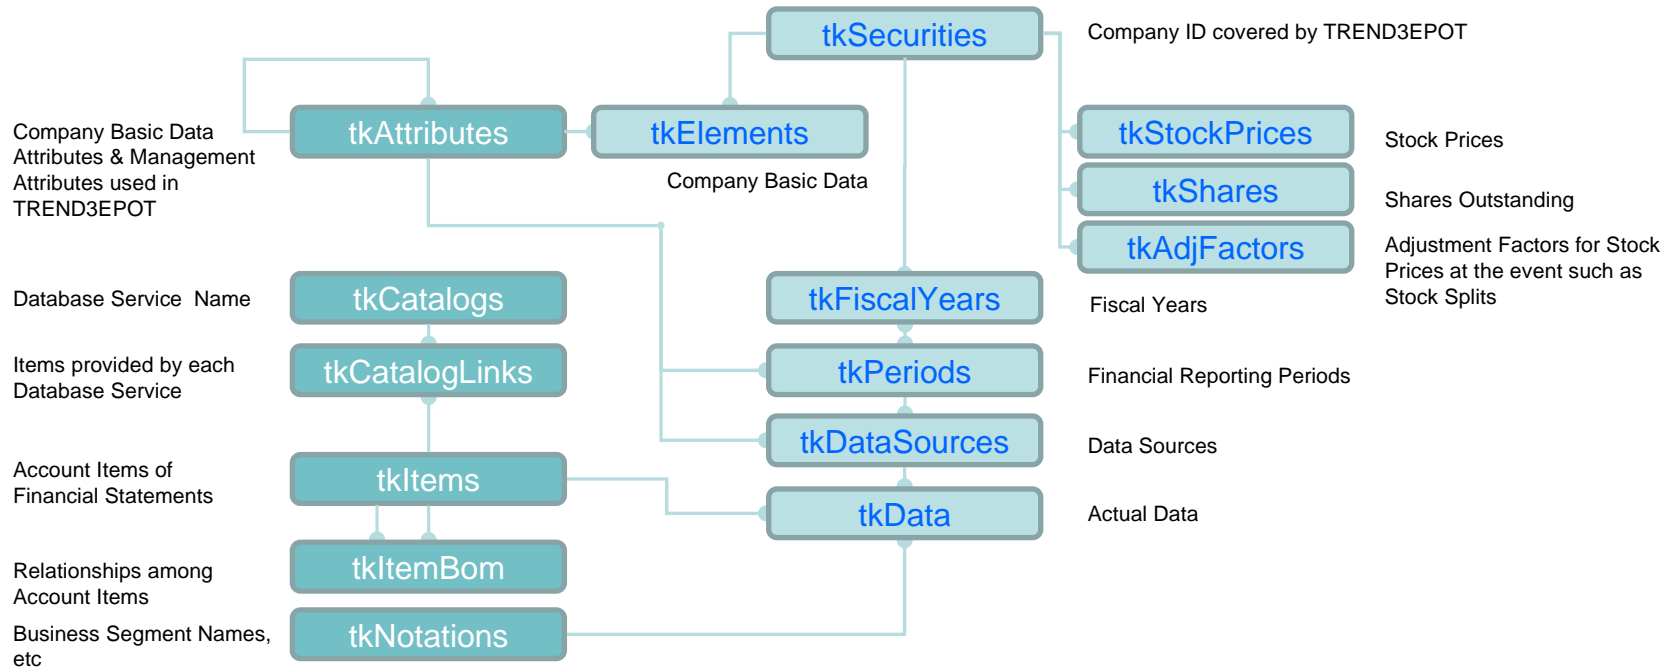 tkSecurities
Company ID covered by TREND3EPOT
tkAttributes
tkElements
tkStockPrices
Company Basic Data
Attributes & Management
Attributes used in
TREND3EPOT
Stock Prices
Company Basic Data
tkShares
Shares Outstanding
tkAdjFactors
Adjustment Factors for Stock
Prices at the event such as
Stock Splits
Database Service  Name
tkCatalogs
tkFiscalYears
Fiscal Years
Items provided by each
Database Service
tkCatalogLinks
tkPeriods
Financial Reporting Periods
tkDataSources
Data Sources
Account Items of
Financial Statements
tkItems
tkData
Actual Data
Relationships among
Account Items
tkItemBom
Business Segment Names,
etc
tkNotations